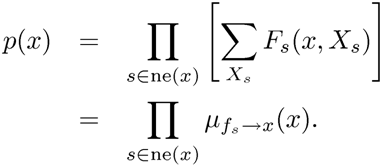 p(x) = ∏_{s∈ne(x)} [ ∑_{X_s} F_s(x, X_s) ]
= ∏_{s∈ne(x)} μ_{f_s→x}(x).